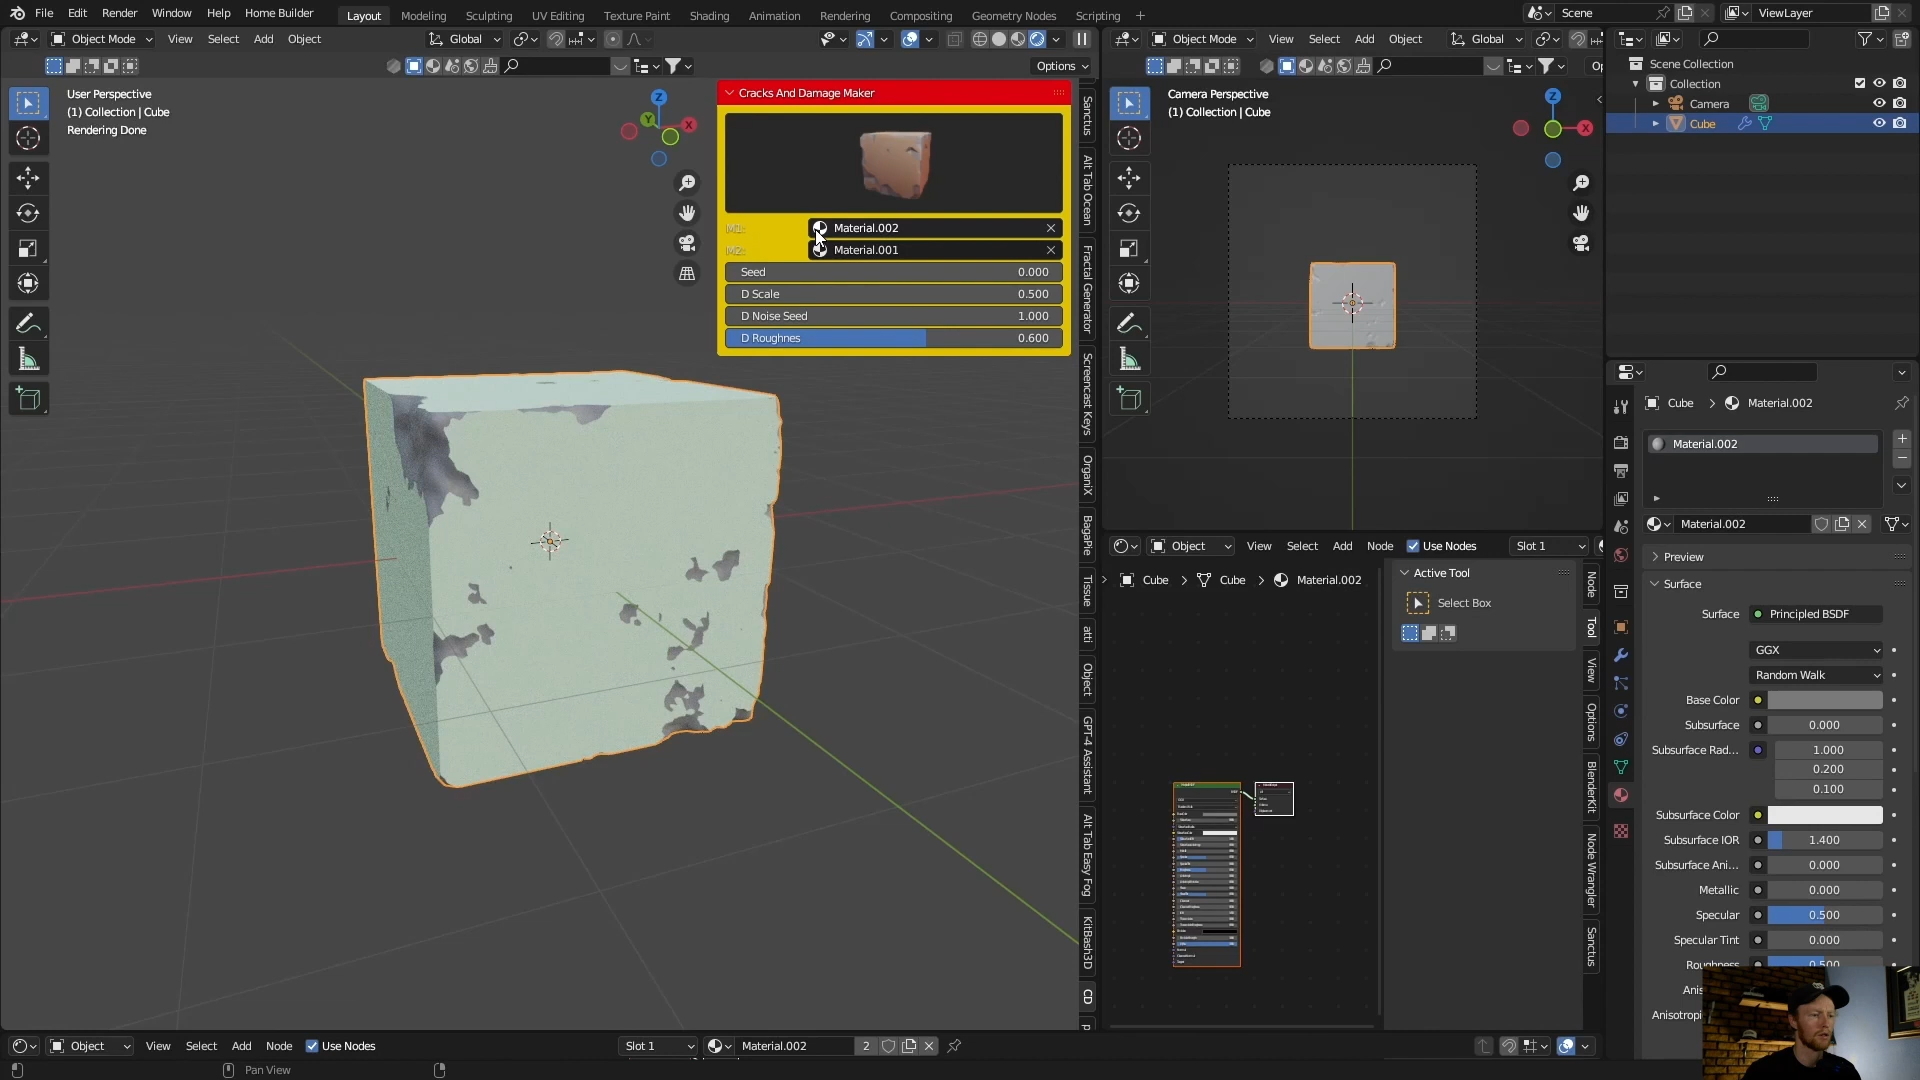 File Edit Render Window Help Home Builder
Layout Modeling Sculpting UV Editing Texture Paint Shading Animation Rendering Compositing Geometry Nodes Scripting +
Scene
ViewLayer
Object Mode View Select Add Object Global
Options
Object Mode View Select Add Object Global
User Perspective
(1) Collection | Cube
Rendering Done
Z
Y
X
Cracks And Damage Maker
M1: Material.002
M2: Material.001
Seed 0.000
D Scale 0.500
D Noise Seed 1.000
D Roughnes 0.600
Sanctus
Alt Tab Ocean
Fractal Generator
Screencast Keys
OrganiX
BagaPie
Tissue
atti
Object
GPT-4 Assistant
Alt Tab Easy Fog
KitBash3D
CD
Camera Perspective
(1) Collection | Cube
Z
X
Object View Select Add Node Use Nodes Slot 1
Cube > Cube > Material.002
Active Tool
Select Box
Node
Tool
View
Options
BlenderKit
Node Wrangler
Sanctus
Scene Collection
Collection
Camera
Cube
Cube > Material.002
Material.002
Material.002
Preview
Surface
Surface Principled BSDF
GGX
Random Walk
Base Color
Subsurface 0.000
Subsurface Rad... 1.000
0.200
0.100
Subsurface Color
Subsurface IOR 1.400
Subsurface Ani... 0.000
Metallic 0.000
Specular 0.500
Specular Tint 0.000
Roughness 0.500
Anisotropi
Object View Select Add Node Use Nodes Slot 1 Material.002 2
Pan View